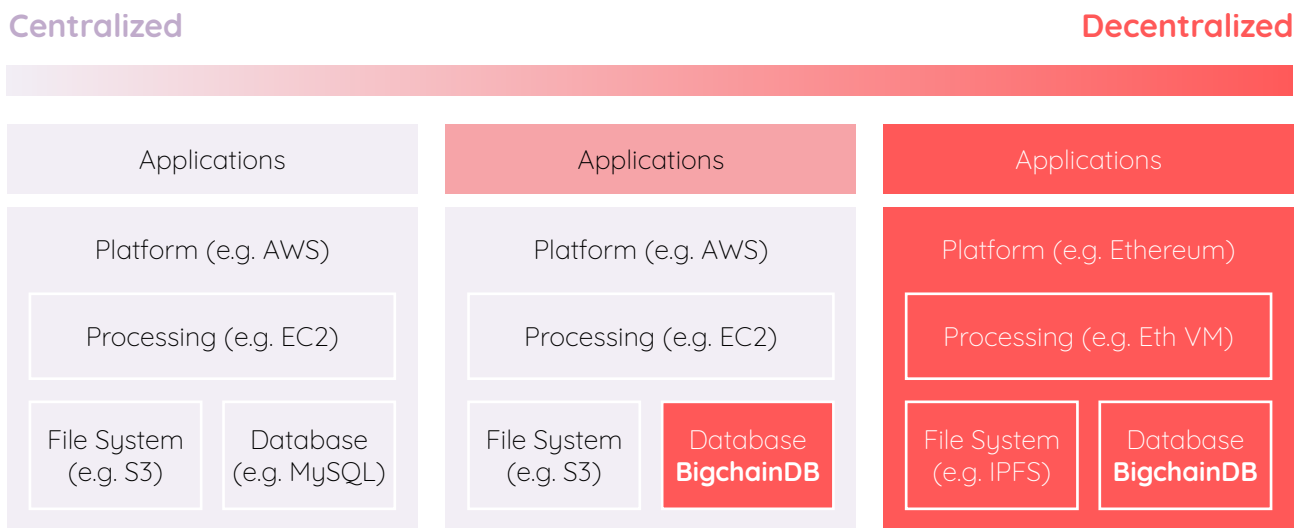 Centralized
Decentralized
Applications
Platform (e.g. AWS)
Processing (e.g. EC2)
File System
(e.g. S3)
Database
(e.g. MySQL)
Applications
Platform (e.g. AWS)
Processing (e.g. EC2)
File System
(e.g. S3)
Database
BigchainDB
Applications
Platform (e.g. Ethereum)
Processing (e.g. Eth VM)
File System
(e.g. IPFS)
Database
BigchainDB